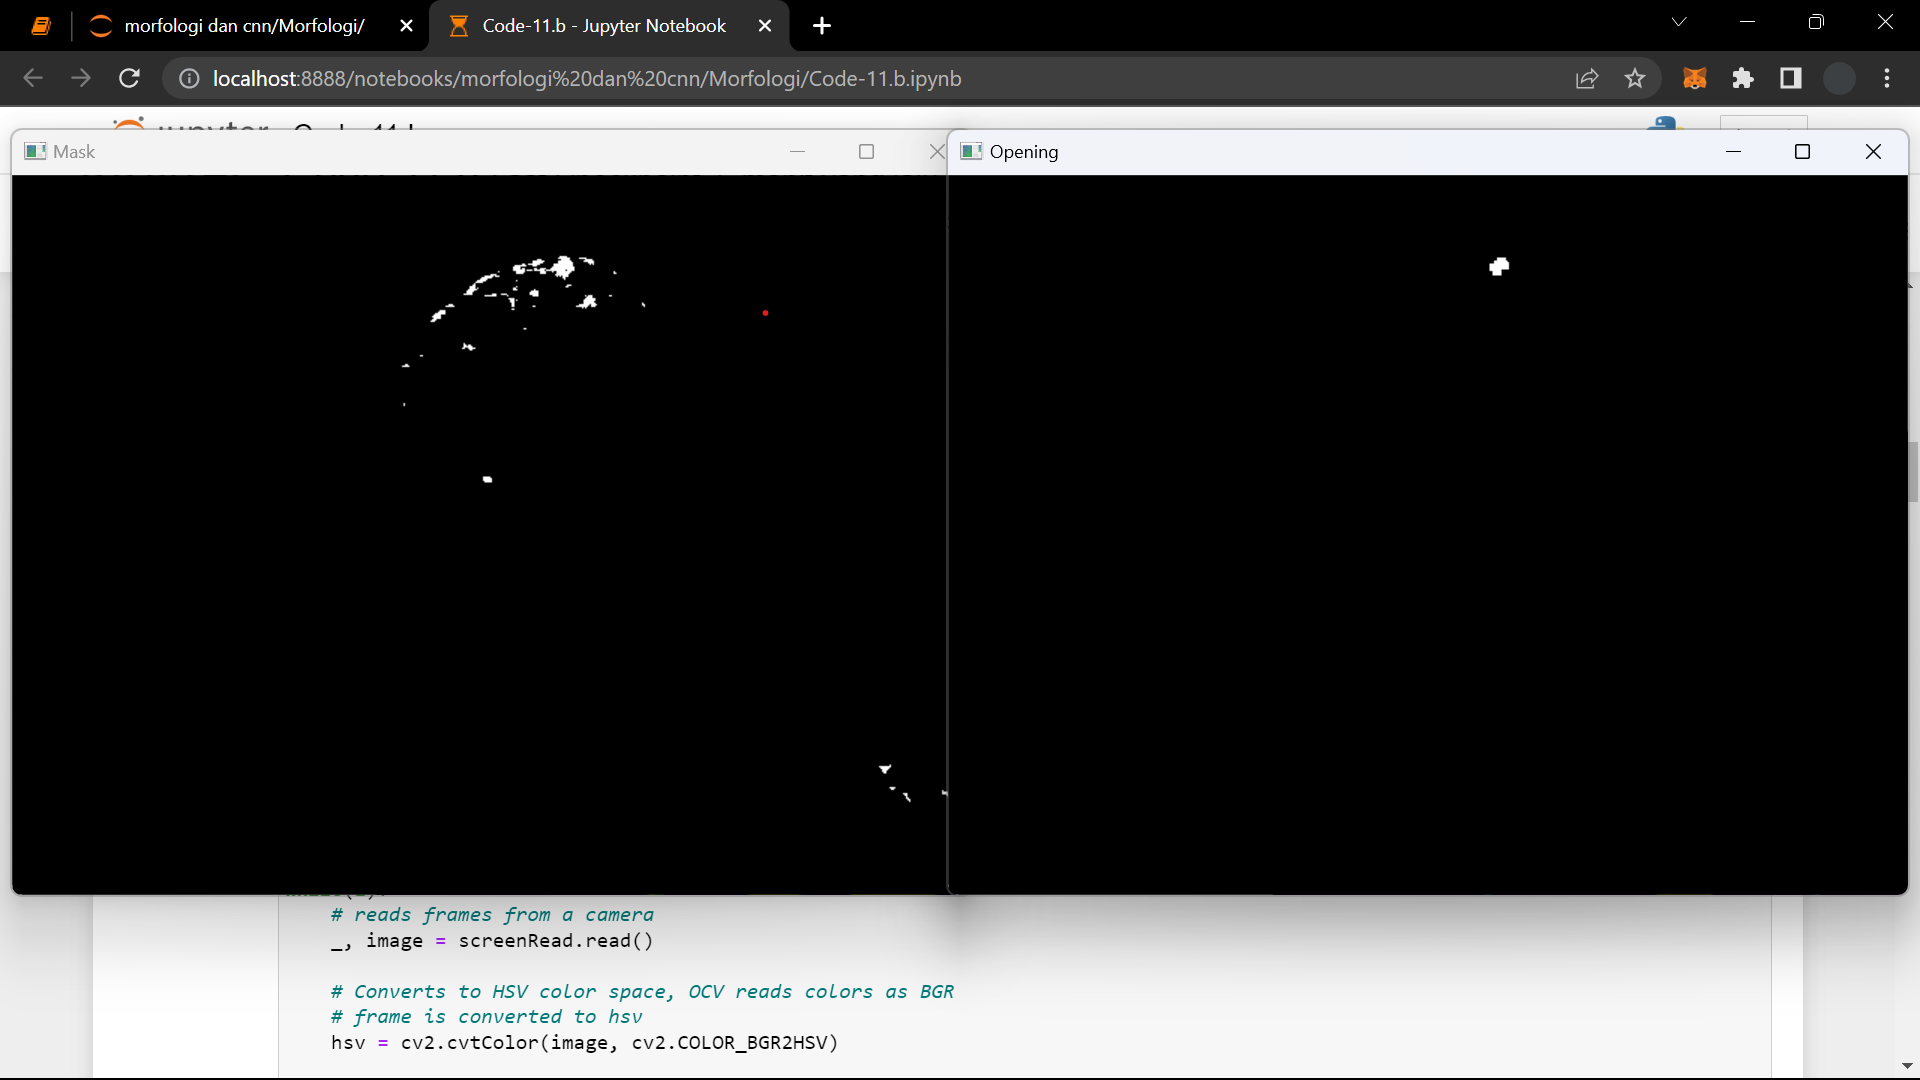 morfologi dan cnn/Morfologi/
Code-11.b - Jupyter Notebook
localhost:8888/notebooks/morfologi%20dan%20cnn/Morfologi/Code-11.b.ipynb
Mask
Opening
# reads frames from a camera
_, image = screenRead.read()
# Converts to HSV color space, OCV reads colors as BGR
# frame is converted to hsv
hsv = cv2.cvtColor(image, cv2.COLOR_BGR2HSV)